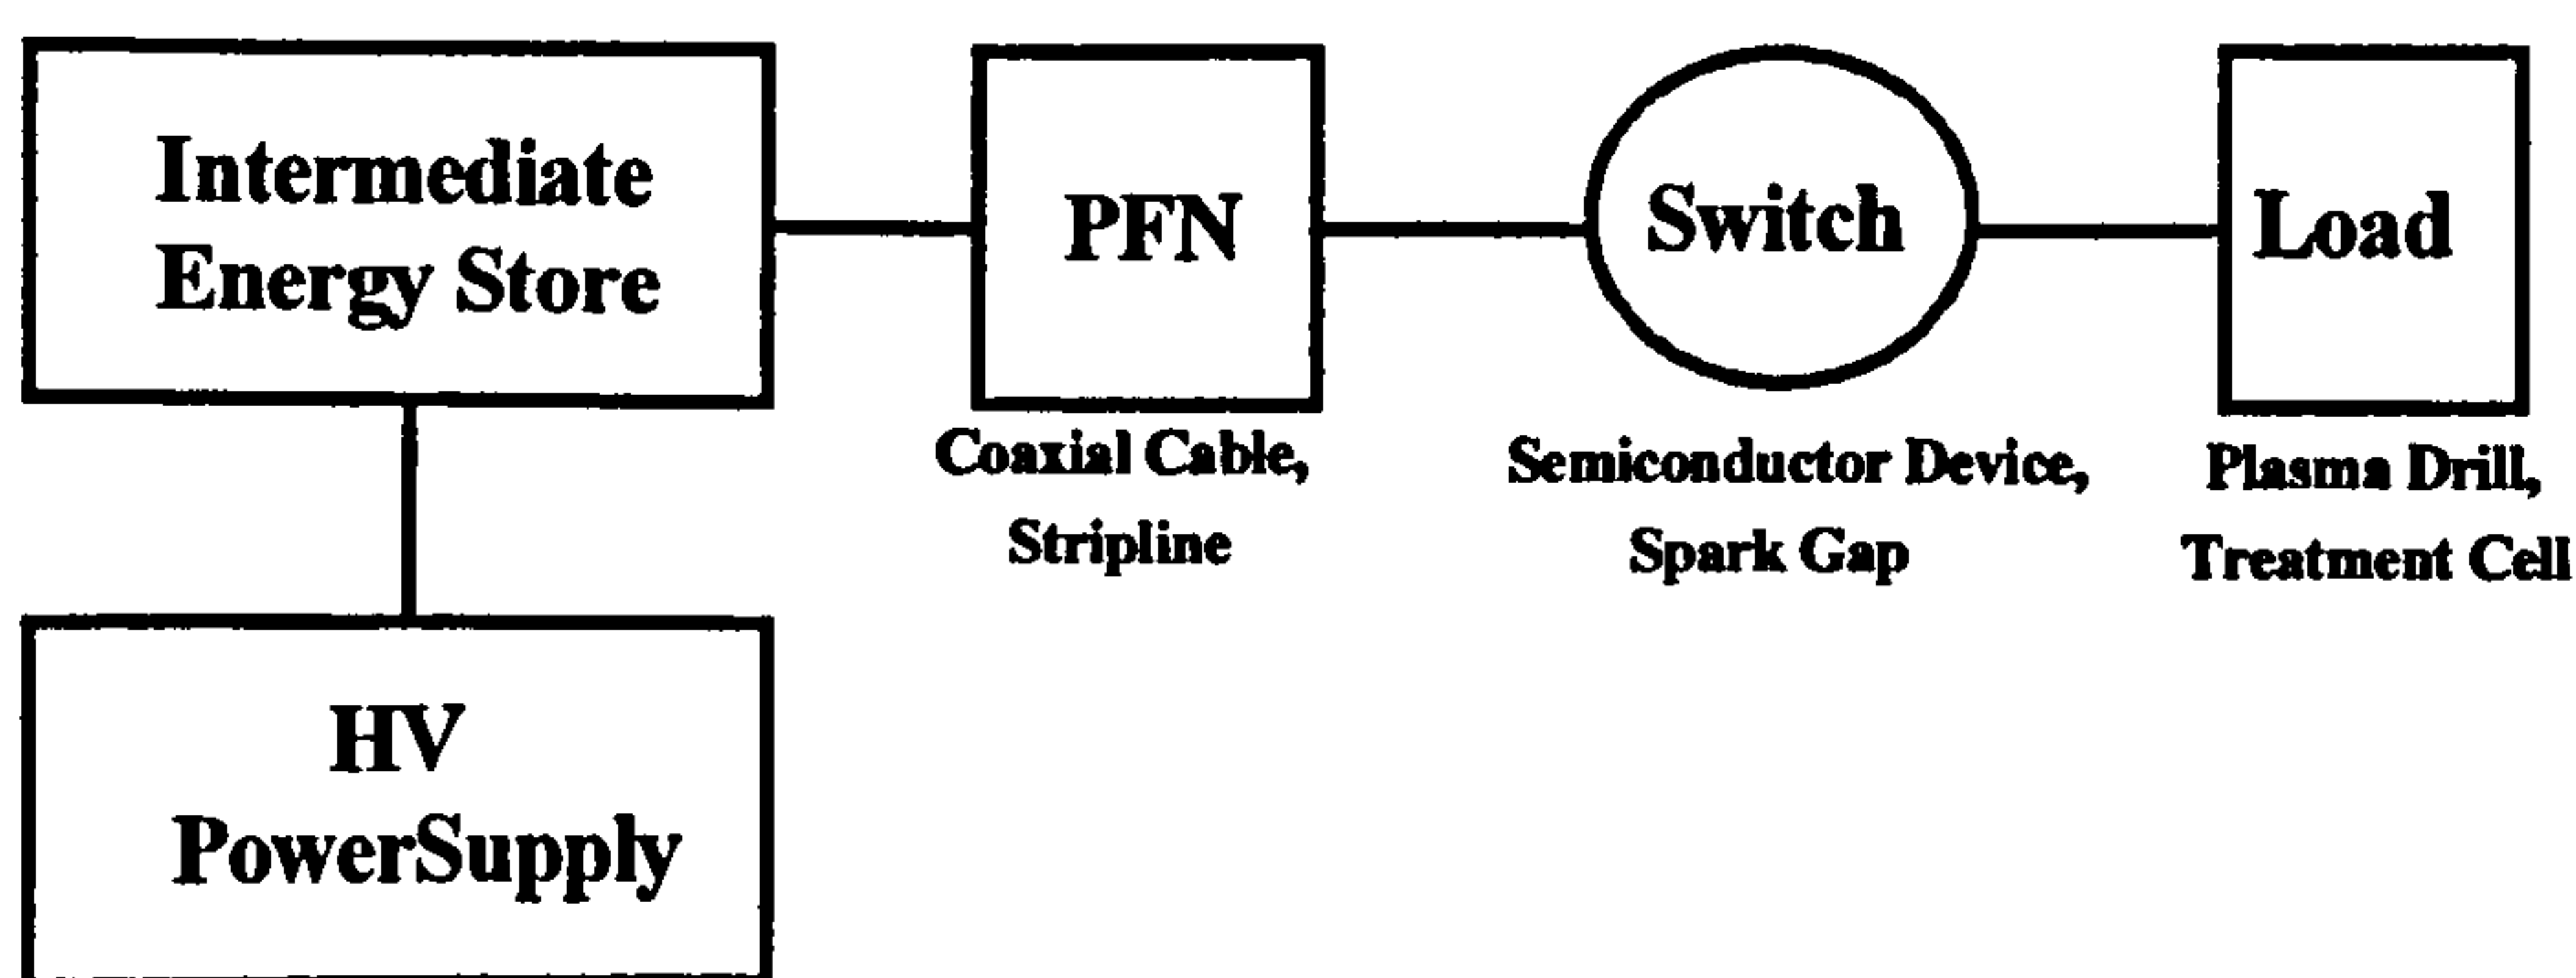 Intermediate
Energy Store
PFN
Switch
Load
Coaxial Cable,
Stripline
Semiconductor Device,
Spark Gap
Plasma Drill,
Treatment Cell
HV
PowerSupply